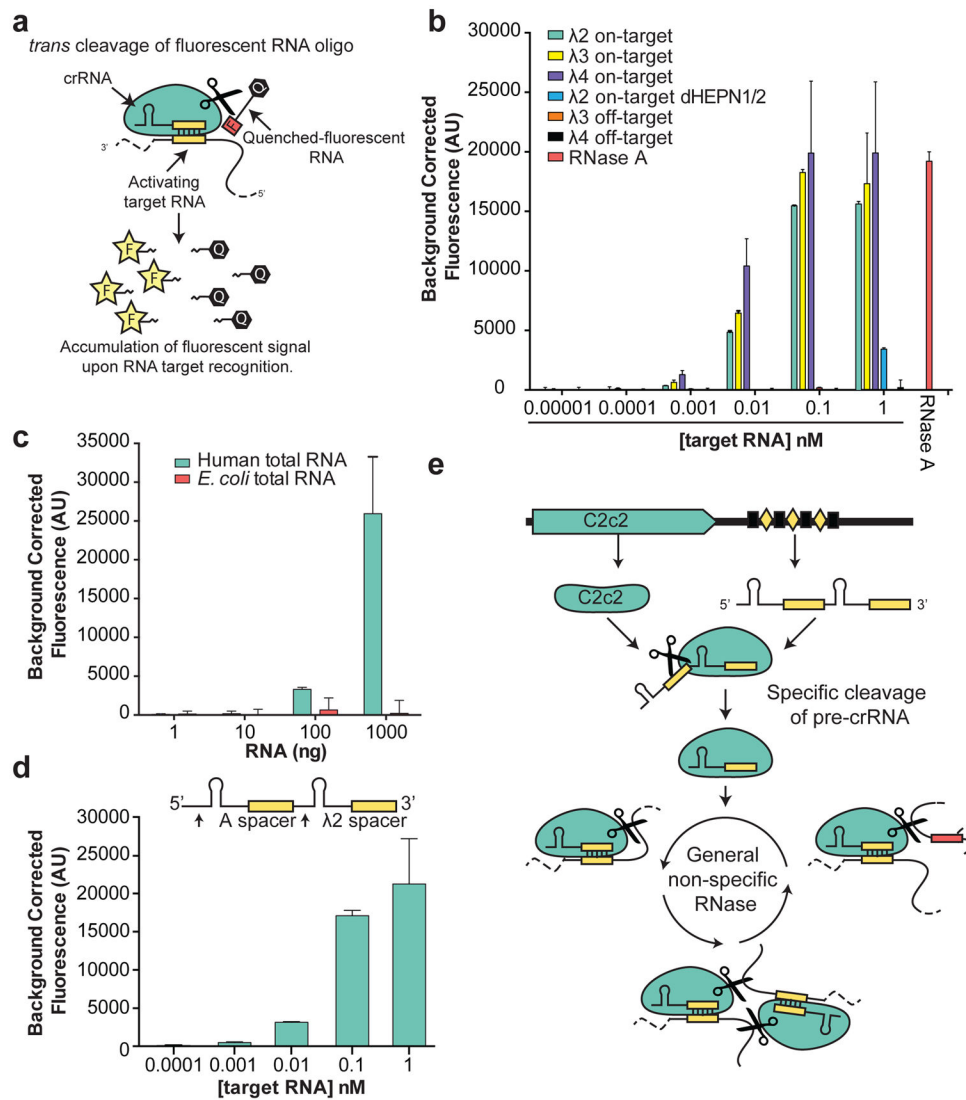 a
trans cleavage of fluorescent RNA oligo
crRNA
Q
F
Quenched-fluorescent
RNA
3'
5'
Activating
target RNA
F
Q
F
Q
F
Q
F
Q
Accumulation of fluorescent signal
upon RNA target recognition.
b
λ2 on-target
λ3 on-target
λ4 on-target
λ2 on-target dHEPN1/2
λ3 off-target
λ4 off-target
RNase A
Background Corrected
Fluorescence (AU)
30000
25000
20000
15000
10000
5000
0
0.00001
0.0001
0.001
0.01
0.1
1
RNase A
[target RNA] nM
c
Human total RNA
E. coli total RNA
Background Corrected
Fluorescence (AU)
35000
30000
25000
20000
15000
10000
5000
0
1
10
100
1000
RNA (ng)
d
5'
3'
A spacer
λ2 spacer
Background Corrected
Fluorescence (AU)
30000
25000
20000
15000
10000
5000
0
0.0001
0.001
0.01
0.1
1
[target RNA] nM
e
C2c2
C2c2
5'
3'
Specific cleavage
of pre-crRNA
General
non-specific
RNase